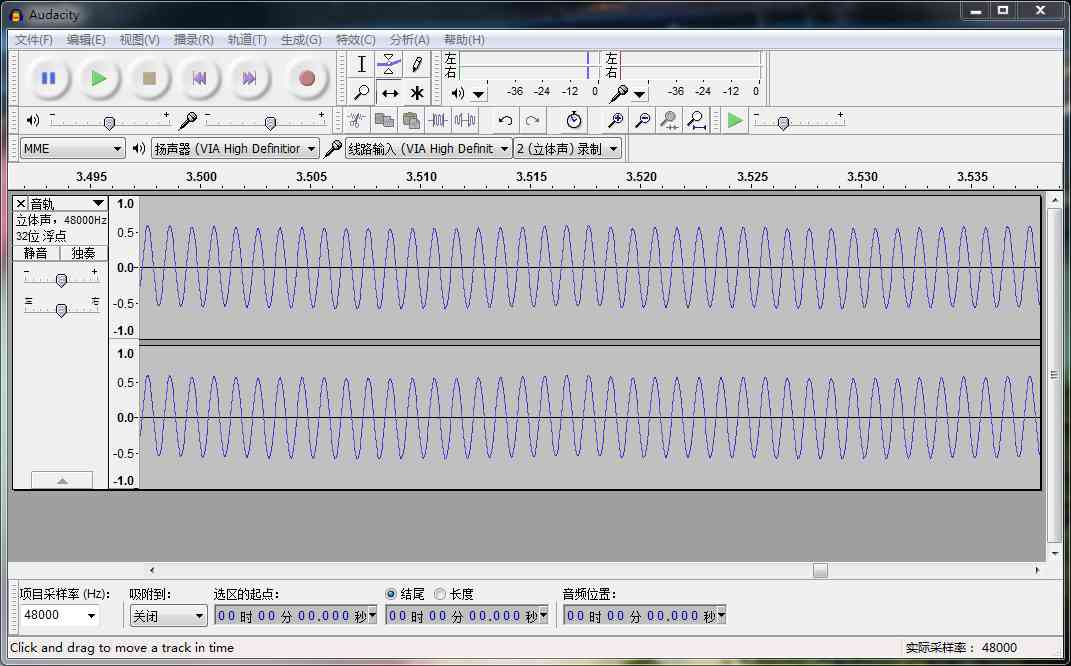 Audacity
文件(F) 编辑(E) 视图(V) 播录(R) 轨道(T) 生成(G) 特效(C) 分析(A) 帮助(H)
左 左
右 右
-36 -24 -12 0 -36 -24 -12 0
MME 扬声器 (VIA High Definitior 线路输入 (VIA High Definit 2 (立体声) 录制
3.495 3.500 3.505 3.510 3.515 3.520 3.525 3.530 3.535
音轨
立体声, 48000Hz
32位 浮点
静音 独奏
- +
左 右
1.0
0.5
0.0
-0.5
-1.0
1.0
0.5
0.0
-0.5
-1.0
项目采样率 (Hz): 吸附到: 选区的起点: 结尾 长度 音频位置:
48000 关闭 00 时 00 分 00.000 秒 00 时 00 分 00.000 秒 00 时 00 分 00.000 秒
Click and drag to move a track in time 实际采样率: 48000